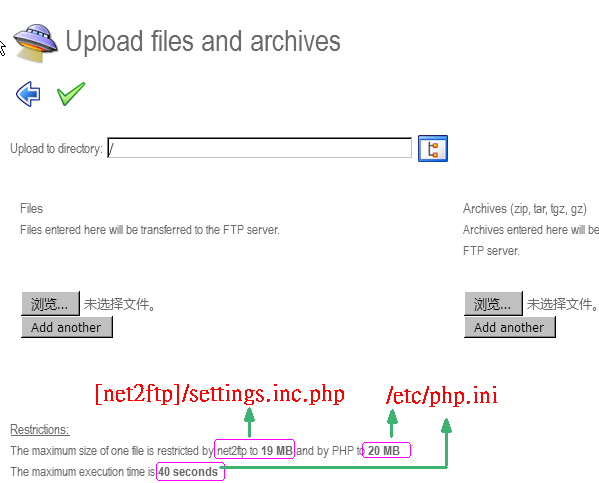 Upload files and archives
Upload to directory: /
Files
Files entered here will be transferred to the FTP server.
浏览... 未选择文件。
Add another
Archives (zip, tar, tgz, gz)
Archives entered here will be
FTP server.
浏览... 未选择文件。
Add another
[net2ftp]/settings.inc.php /etc/php.ini
Restrictions:
The maximum size of one file is restricted by net2ftp to 19 MB and by PHP to 20 MB
The maximum execution time is 40 seconds